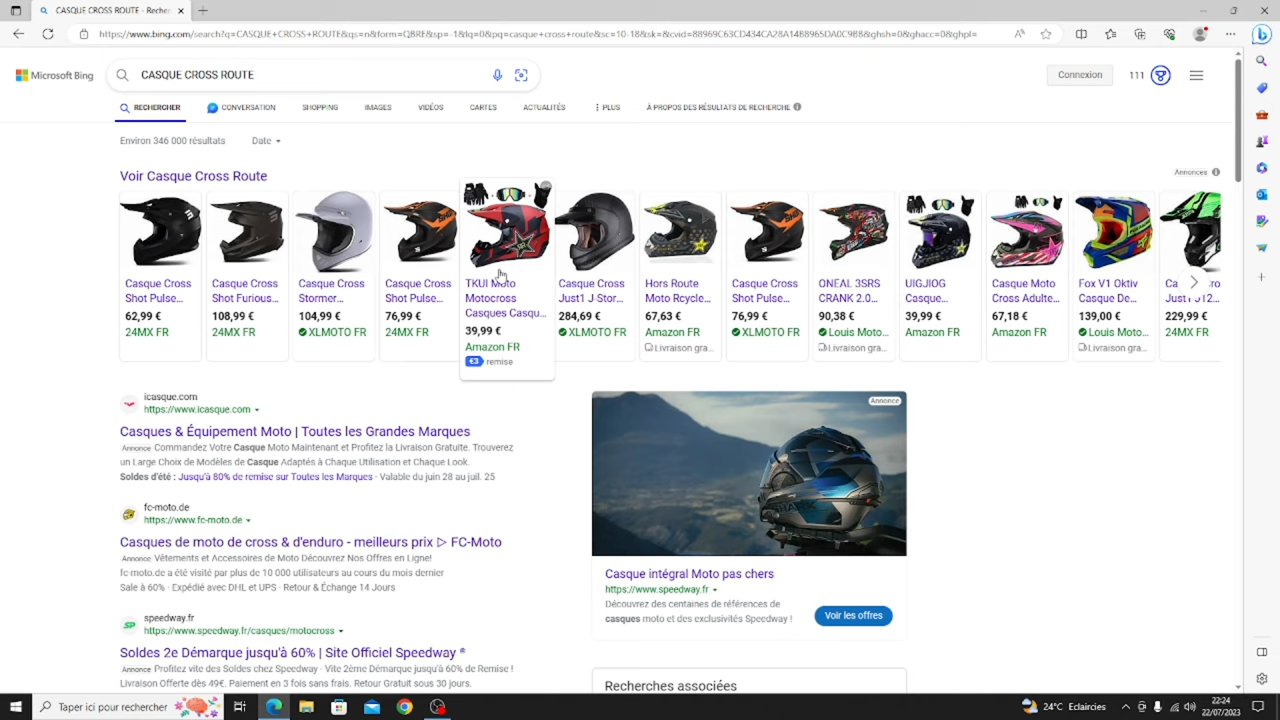 CASQUE CROSS ROUTE - Recher
https://www.bing.com/search?q=CASQUE+CROSS+ROUTE&qs=n&form=QBRE&sp=-1&lq=0&pq=casque+cross+route&sc=10-18&sk=&cvid=88969C63CD434CA28A1488965DA0C98B&ghsh=0&ghacc=0&ghpl=
Microsoft Bing
CASQUE CROSS ROUTE
Connexion
111
RECHERCHER
CONVERSATION
SHOPPING
IMAGES
VIDÉOS
CARTES
ACTUALITÉS
PLUS
À PROPOS DES RÉSULTATS DE RECHERCHE
Environ 346 000 résultats
Date
Voir Casque Cross Route
Annonces
Casque Cross
Shot Pulse...
62,99 €
24MX FR
Casque Cross
Shot Furious...
108,99 €
24MX FR
Casque Cross
Stormer...
104,99 €
XLMOTO FR
Casque Cross
Shot Pulse...
76,99 €
24MX FR
TKUI Moto
Motocross
Casques Casqu...
39,99 €
Amazon FR
remise
Casque Cross
Just1 J-Stor...
284,69 €
XLMOTO FR
Hors Route
Moto Rcycle...
67,63 €
Amazon FR
Livraison gra...
Casque Cross
Shot Pulse...
76,99 €
XLMOTO FR
ONEAL 3SRS
CRANK 2.0...
90,38 €
Louis Moto...
Livraison gra...
UIGJIOG
Casque...
39,99 €
Amazon FR
Casque Moto
Cross Adulte...
67,18 €
Amazon FR
Fox V1 Oktiv
Casque De...
139,00 €
Louis Moto...
Livraison gra...
229,99 €
24MX FR
icasque.com
https://www.icasque.com
Casques & Équipement Moto | Toutes les Grandes Marques
Annonce Commandez Votre Casque Moto Maintenant et Profitez la Livraison Gratuite. Trouverez
un Large Choix de Modèles de Casque Adaptés à Chaque Utilisation et Chaque Look.
Soldes d'été : Jusqu'à 80% de remise sur Toutes les Marques · Valable du juin 28 au juil. 25
fc-moto.de
https://www.fc-moto.de
Casques de moto de cross & d'enduro - meilleurs prix ▷ FC-Moto
Annonce Vêtements et Accessoires de Moto Découvrez Nos Offres en Ligne!
fc-moto.de a été visité par plus de 10 000 utilisateurs au cours du mois dernier
Sale à 60% · Expédié avec DHL et UPS · Retour & Échange 14 Jours
speedway.fr
https://www.speedway.fr/casques/motocross
Soldes 2e Démarque jusqu'à 60% | Site Officiel Speedway ®
Annonce Profitez vite des Soldes chez Speedway · Vite 2ème Démarque jusqu'à 60% de Remise !
Livraison Offerte dès 49€. Paiement en 3 fois sans frais. Retour Gratuit sous 30 jours.
Annonce
SHARK
Casque intégral Moto pas chers
https://www.speedway.fr
Découvrez des centaines de références de
casques moto et des exclusivités Speedway !
Voir les offres
Recherches associées
Taper ici pour rechercher
24°C Eclaircies
22:24
22/07/2023